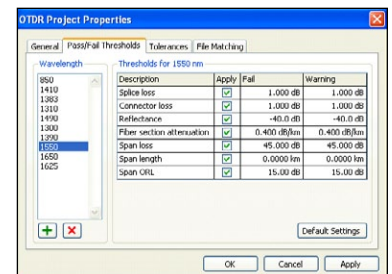 OTDR Project Properties
General Pass/Fail Thresholds Tolerances File Matching
Wavelength
850
1410
1383
1310
1490
1300
1390
1550
1650
1625
Thresholds for 1550 nm
Description Apply Fail Warning
Splice loss 1.000 dB 1.000 dB
Connector loss 1.000 dB 1.000 dB
Reflectance -40.0 dB -40.0 dB
Fiber section attenuation 0.400 dB/km 0.400 dB/km
Span loss 45.000 dB 45.000 dB
Span length 0.0000 km 0.0000 km
Span ORL 15.00 dB 15.00 dB
Default Settings
OK Cancel Apply